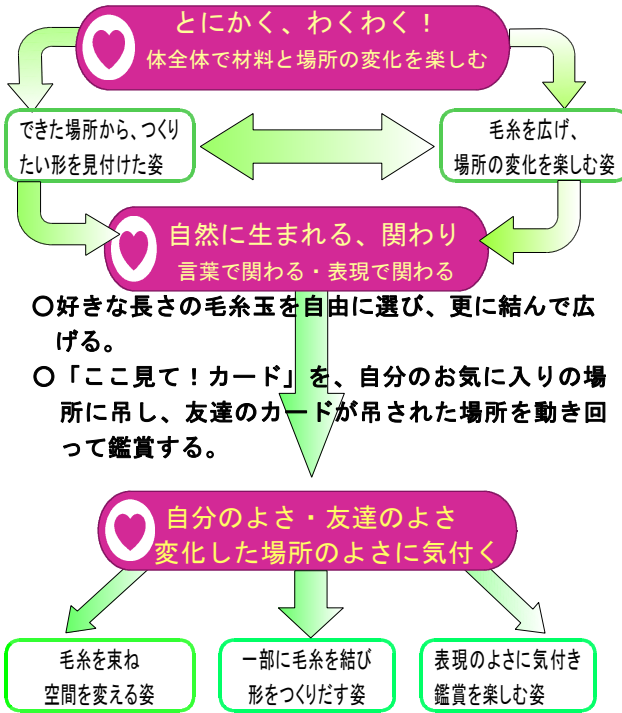 とにかく、わくわく！
体全体で材料と場所の変化を楽しむ
できた場所から、つくり
たい形を見付けた姿
毛糸を広げ、
場所の変化を楽しむ姿
自然に生まれる、関わり
言葉で関わる・表現で関わる
〇好きな長さの毛糸玉を自由に選び、更に結んで広
げる。
〇「ここ見て！カード」を、自分のお気に入りの場
所に吊し、友達のカードが吊された場所を動き回
って鑑賞する。
自分のよさ・友達のよさ
変化した場所のよさに気付く
毛糸を束ね
空間を変える姿
一部に毛糸を結び
形をつくりだす姿
表現のよさに気付き
鑑賞を楽しむ姿